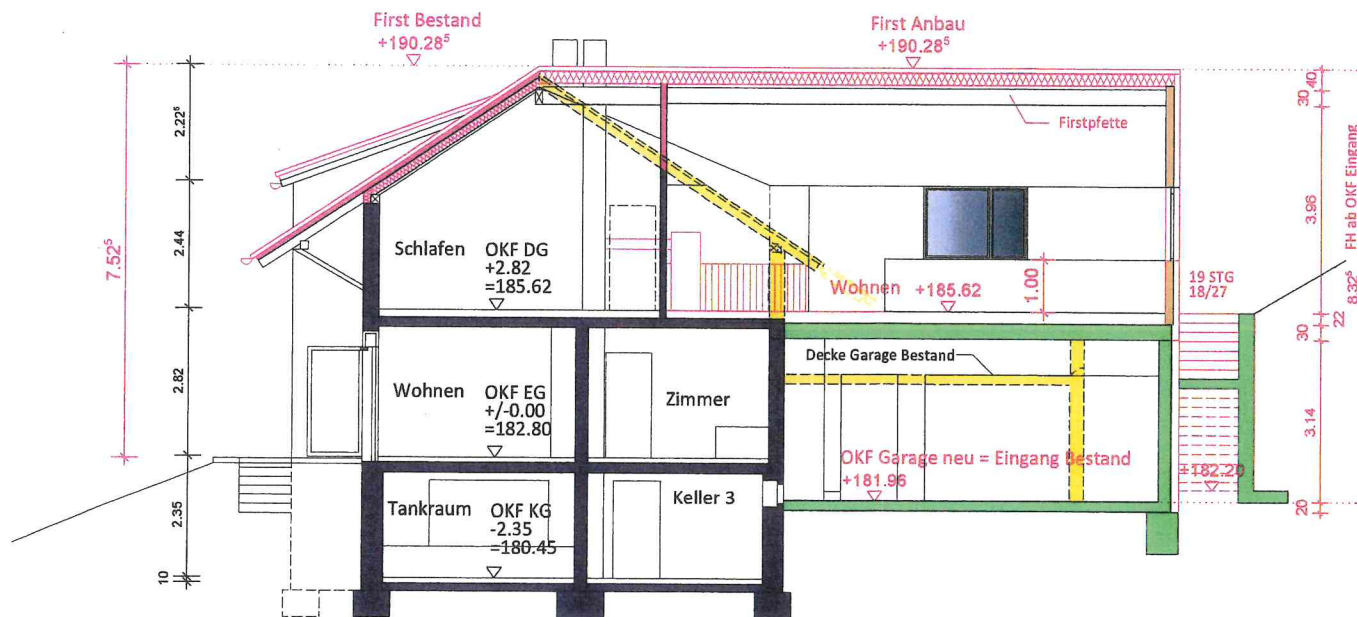 First Bestand
+190.28⁵
First Anbau
+190.28⁵
Firstpfette
7.52⁵
2.22⁵
2.44
2.82
2.35
10
Schlafen
OKF DG
+2.82
=185.62
Wohnen +185.62
1.00
19 STG
18/27
40
30
3.96
22
30
3.14
20
FH ab OKF Eingang
8.32⁵
Wohnen
OKF EG
+/-0.00
=182.80
Zimmer
Decke Garage Bestand
OKF Garage neu = Eingang Bestand
+181.96
+182.20
Tankraum
OKF KG
-2.35
=180.45
Keller 3